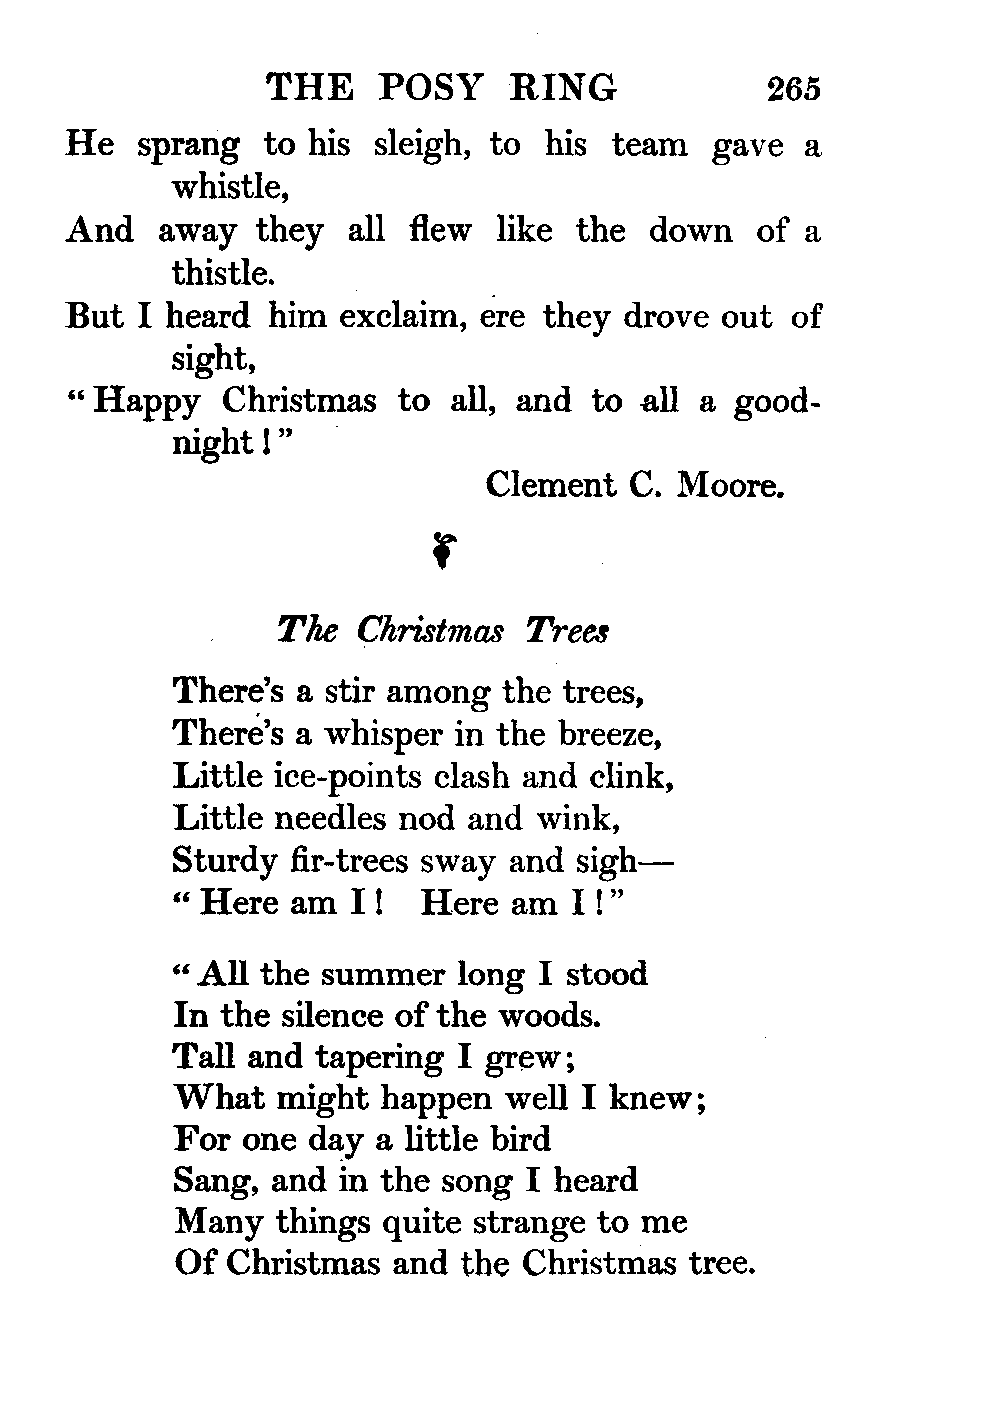 THE POSY RING 265
He sprang to his sleigh, to his team gave a
whistle,
And away they all flew like the down of a
thistle.
But I heard him exclaim, ere they drove out of
sight,
“Happy Christmas to all, and to all a good-
night!”
Clement C. Moore.
The Christmas Trees
There's a stir among the trees,
There's a whisper in the breeze,
Little ice-points clash and clink,
Little needles nod and wink,
Sturdy fir-trees sway and sigh—
“Here am I! Here am I!”
“All the summer long I stood
In the silence of the woods.
Tall and tapering I grew;
What might happen well I knew;
For one day a little bird
Sang, and in the song I heard
Many things quite strange to me
Of Christmas and the Christmas tree.